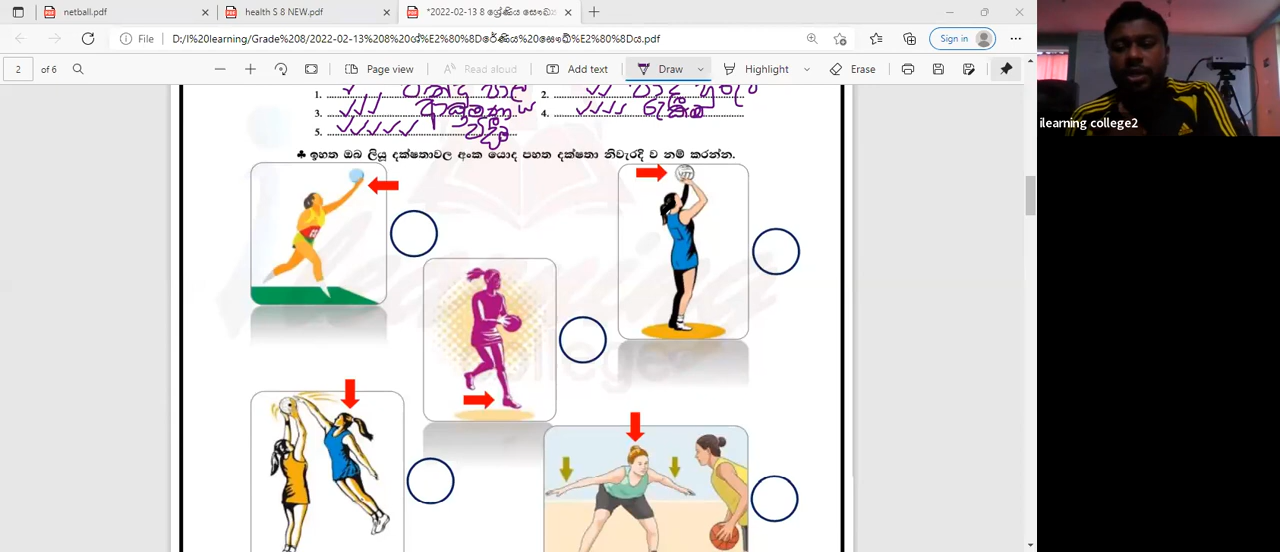 netball.pdf
health S 8 NEW.pdf
File
D:/I%20learning/Grade%208/2022-02-13%208%20ශ්%E2%80%8Dරේණිය%20සෞඛ්%E2%80%8Dය.pdf
Sign in
2 of 6
Page view
Read aloud
Add text
Draw
Highlight
Erase
1.
2.
3.
4. රැකීම
5.
♣ ඉහත ඔබ ලියූ දක්ෂතාවල අංක යොද පහත දක්ෂතා නිවැරදි ව නම් කරන්න.
ilearning college2